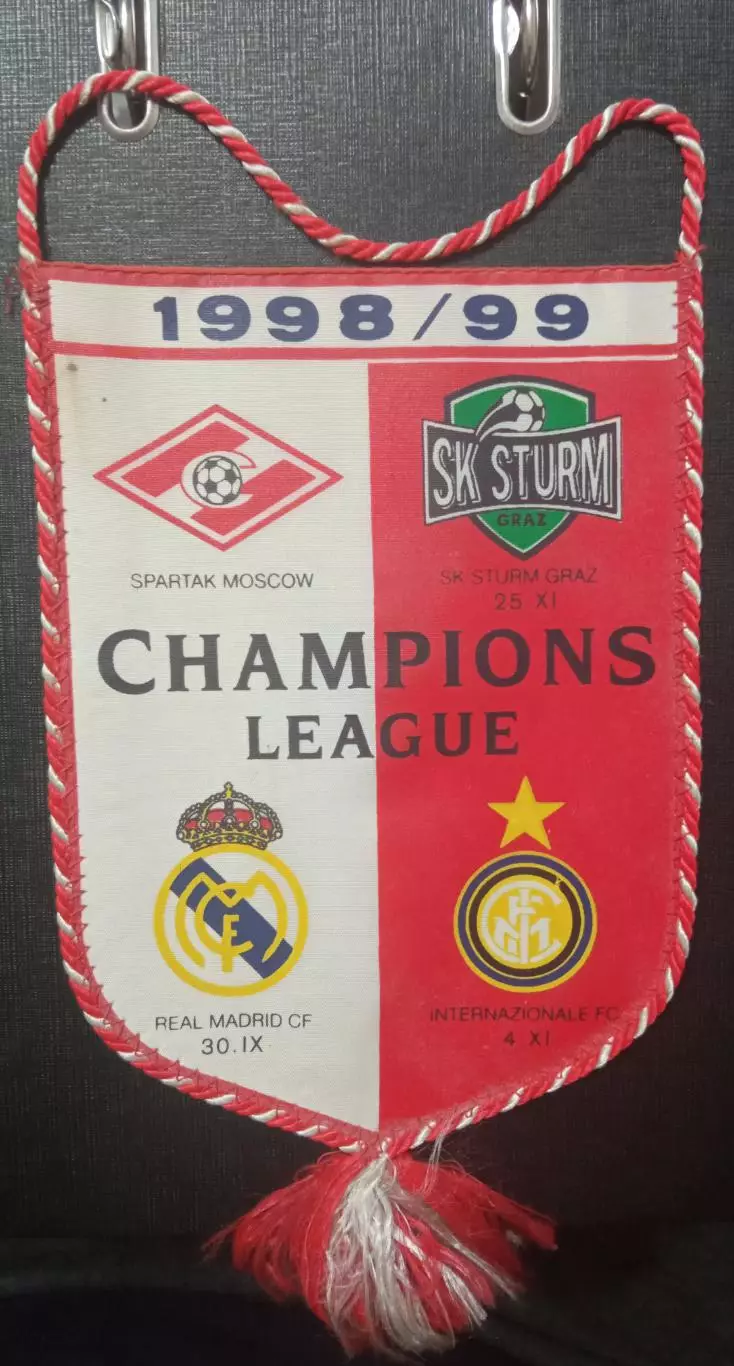 1998/99
SK STURM
GRAZ
SPARTAK MOSCOW
SK STURM GRAZ
25 XI
CHAMPIONS
LEAGUE
REAL MADRID CF
30.IX
INTERNAZIONALE FC
4 XI